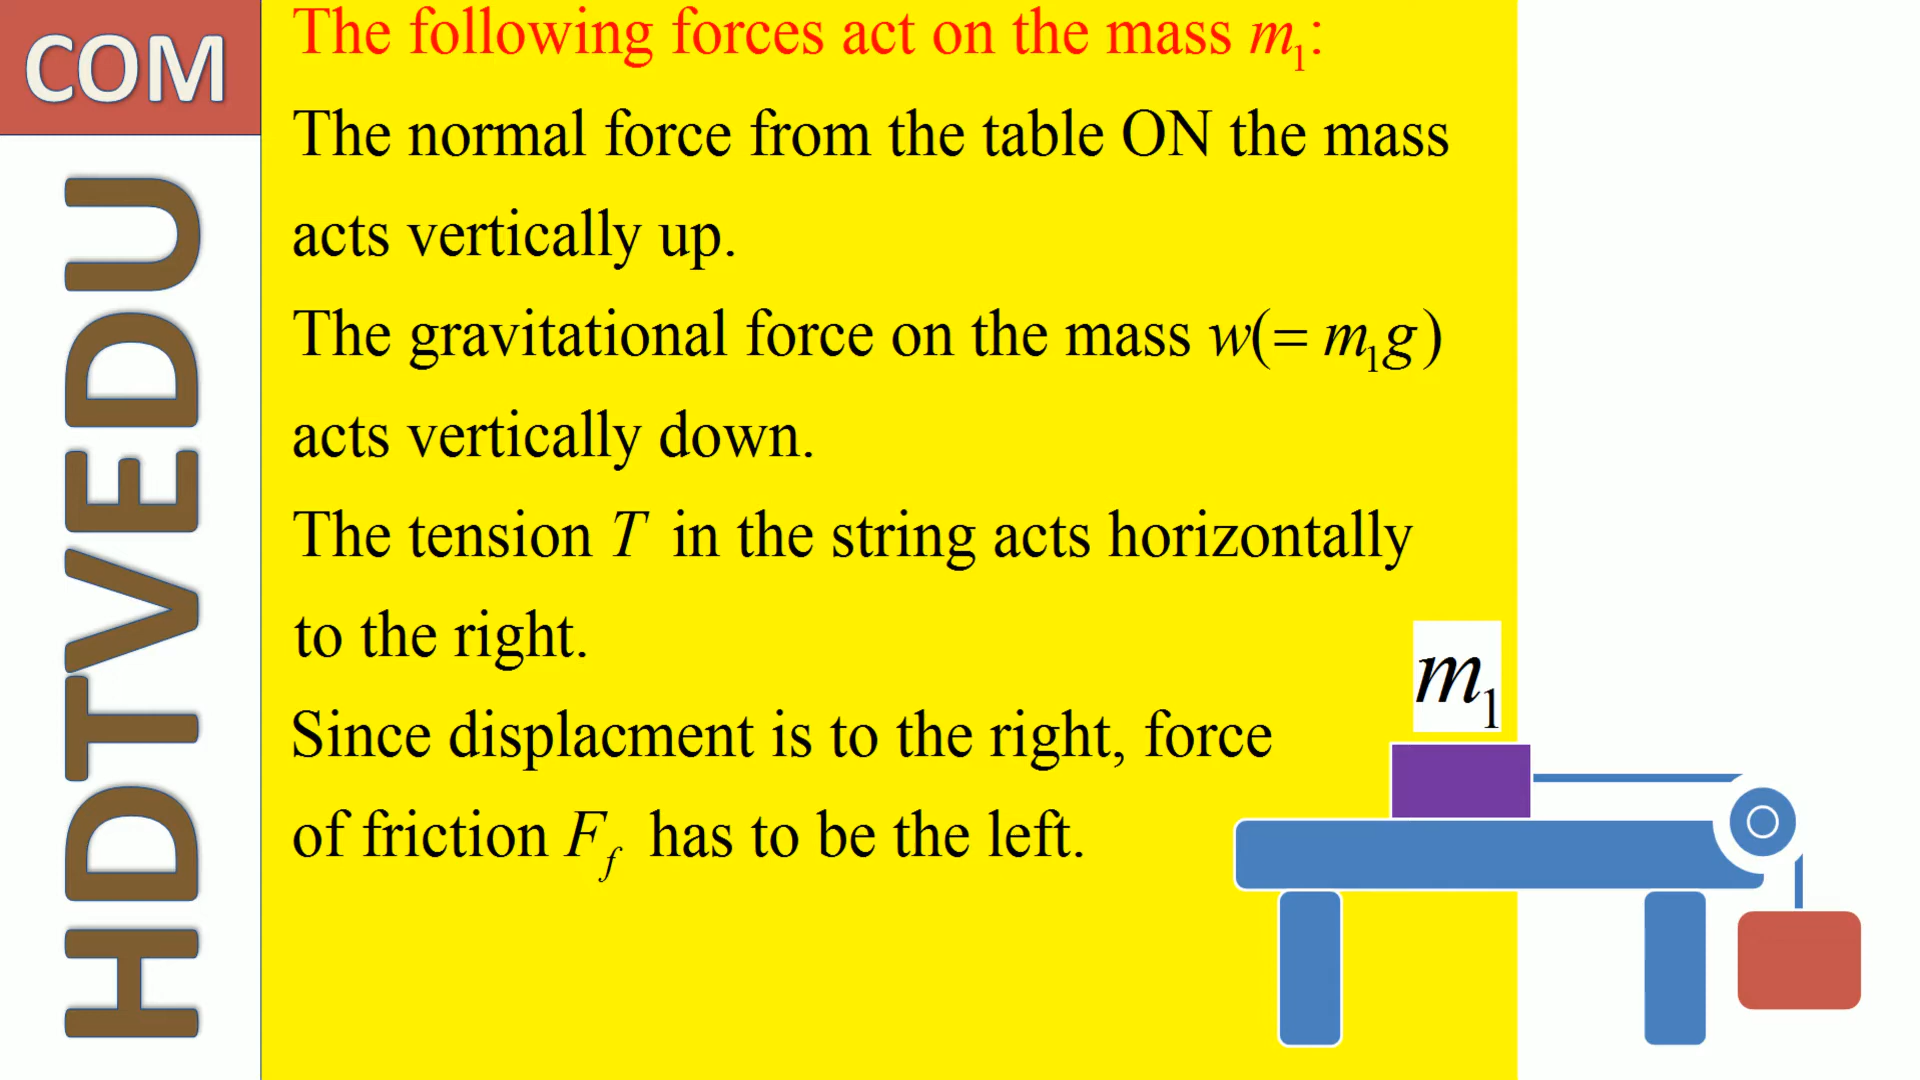 COM
HDTVEDU
The following forces act on the mass m₁:
The normal force from the table ON the mass
acts vertically up.
The gravitational force on the mass w(= m₁g)
acts vertically down.
The tension T in the string acts horizontally
to the right.
Since displacment is to the right, force
of friction F_f has to be the left.
m₁